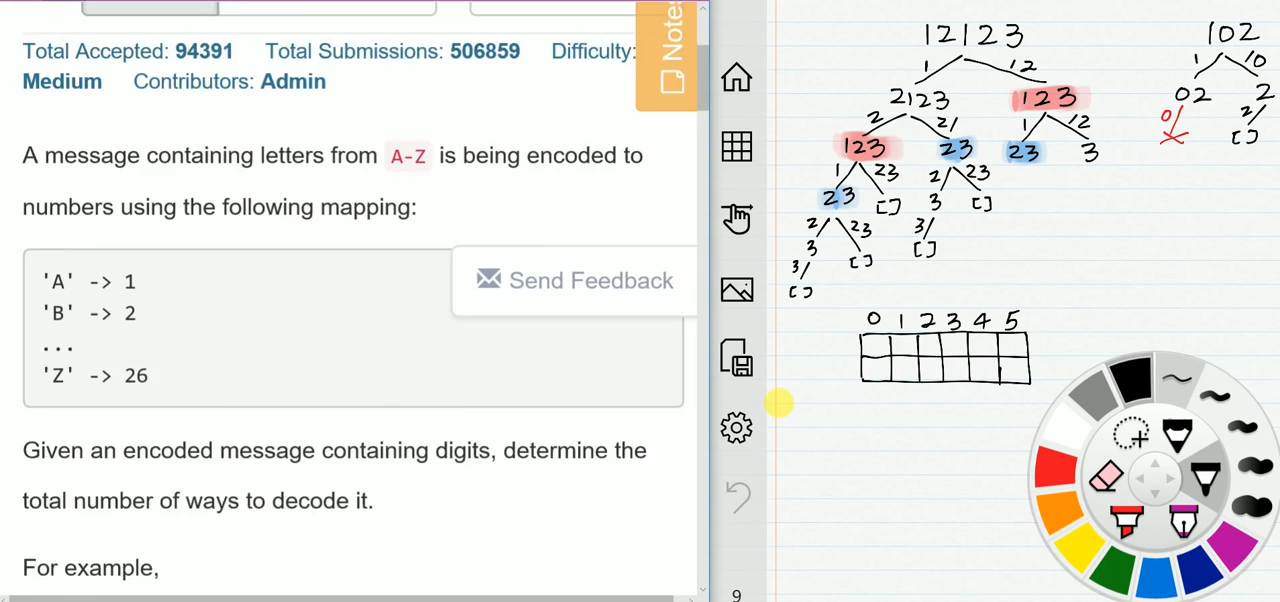 Total Accepted: 94391 Total Submissions: 506859 Difficulty:
Medium Contributors: Admin
Notes
A message containing letters from A-Z is being encoded to
numbers using the following mapping:
'A' -> 1
'B' -> 2
...
'Z' -> 26
Send Feedback
Given an encoded message containing digits, determine the
total number of ways to decode it.
For example,
12123
1 12
2123 123
2 21 1 12
123 23 23 3
1 23 2 23
23 [] 3 []
2 23 3
3 [] []
3
[]
102
1 10
02 2
0 2
[]
0 1 2 3 4 5
9